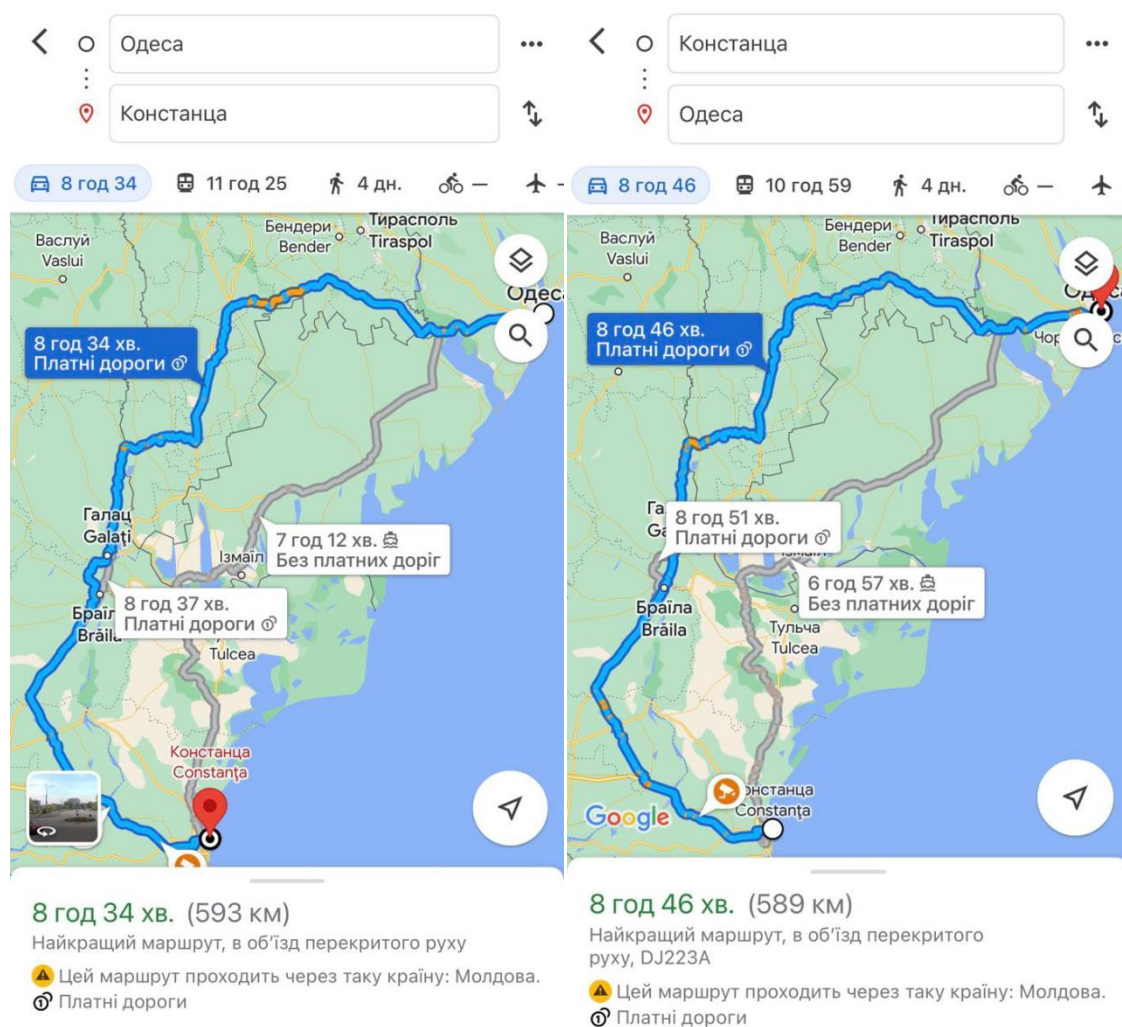 Одеса
Констанца
8 год 34
11 год 25
4 дн.
—
Бендери
Bender
Тирасполь
Tiraspol
Васлуй
Vaslui
Одес
8 год 34 хв.
Платні дороги
Галац
Galați
7 год 12 хв.
Без платних доріг
Ізмаїл
8 год 37 хв.
Платні дороги
Браїл
Brăila
Tulcea
Констанца
Constanța
8 год 34 хв. (593 км)
Найкращий маршрут, в об'їзд перекритого руху
Цей маршрут проходить через таку країну: Молдова.
Платні дороги
Констанца
Одеса
8 год 46
10 год 59
4 дн.
—
Бендери
Bender
Тирасполь
Tiraspol
Васлуй
Vaslui
8 год 46 хв.
Платні дороги
Чор
8 год 51 хв.
Платні дороги
6 год 57 хв.
Без платних доріг
Браїла
Brăila
Тульча
Tulcea
онстанца
Constanța
Google
8 год 46 хв. (589 км)
Найкращий маршрут, в об'їзд перекритого
руху, DJ223A
Цей маршрут проходить через таку країну: Молдова.
Платні дороги